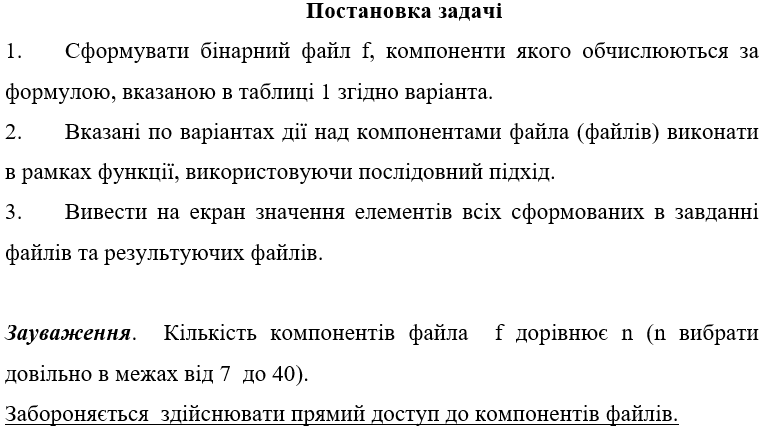 Постановка задачі
1. Сформувати бінарний файл f, компоненти якого обчислюються за
формулою, вказаною в таблиці 1 згідно варіанта.
2. Вказані по варіантах дії над компонентами файла (файлів) виконати
в рамках функції, використовуючи послідовний підхід.
3. Вивести на екран значення елементів всіх сформованих в завданні
файлів та результуючих файлів.
Зауваження. Кількість компонентів файла f дорівнює n (n вибрати
довільно в межах від 7 до 40).
Забороняється здійснювати прямий доступ до компонентів файлів.